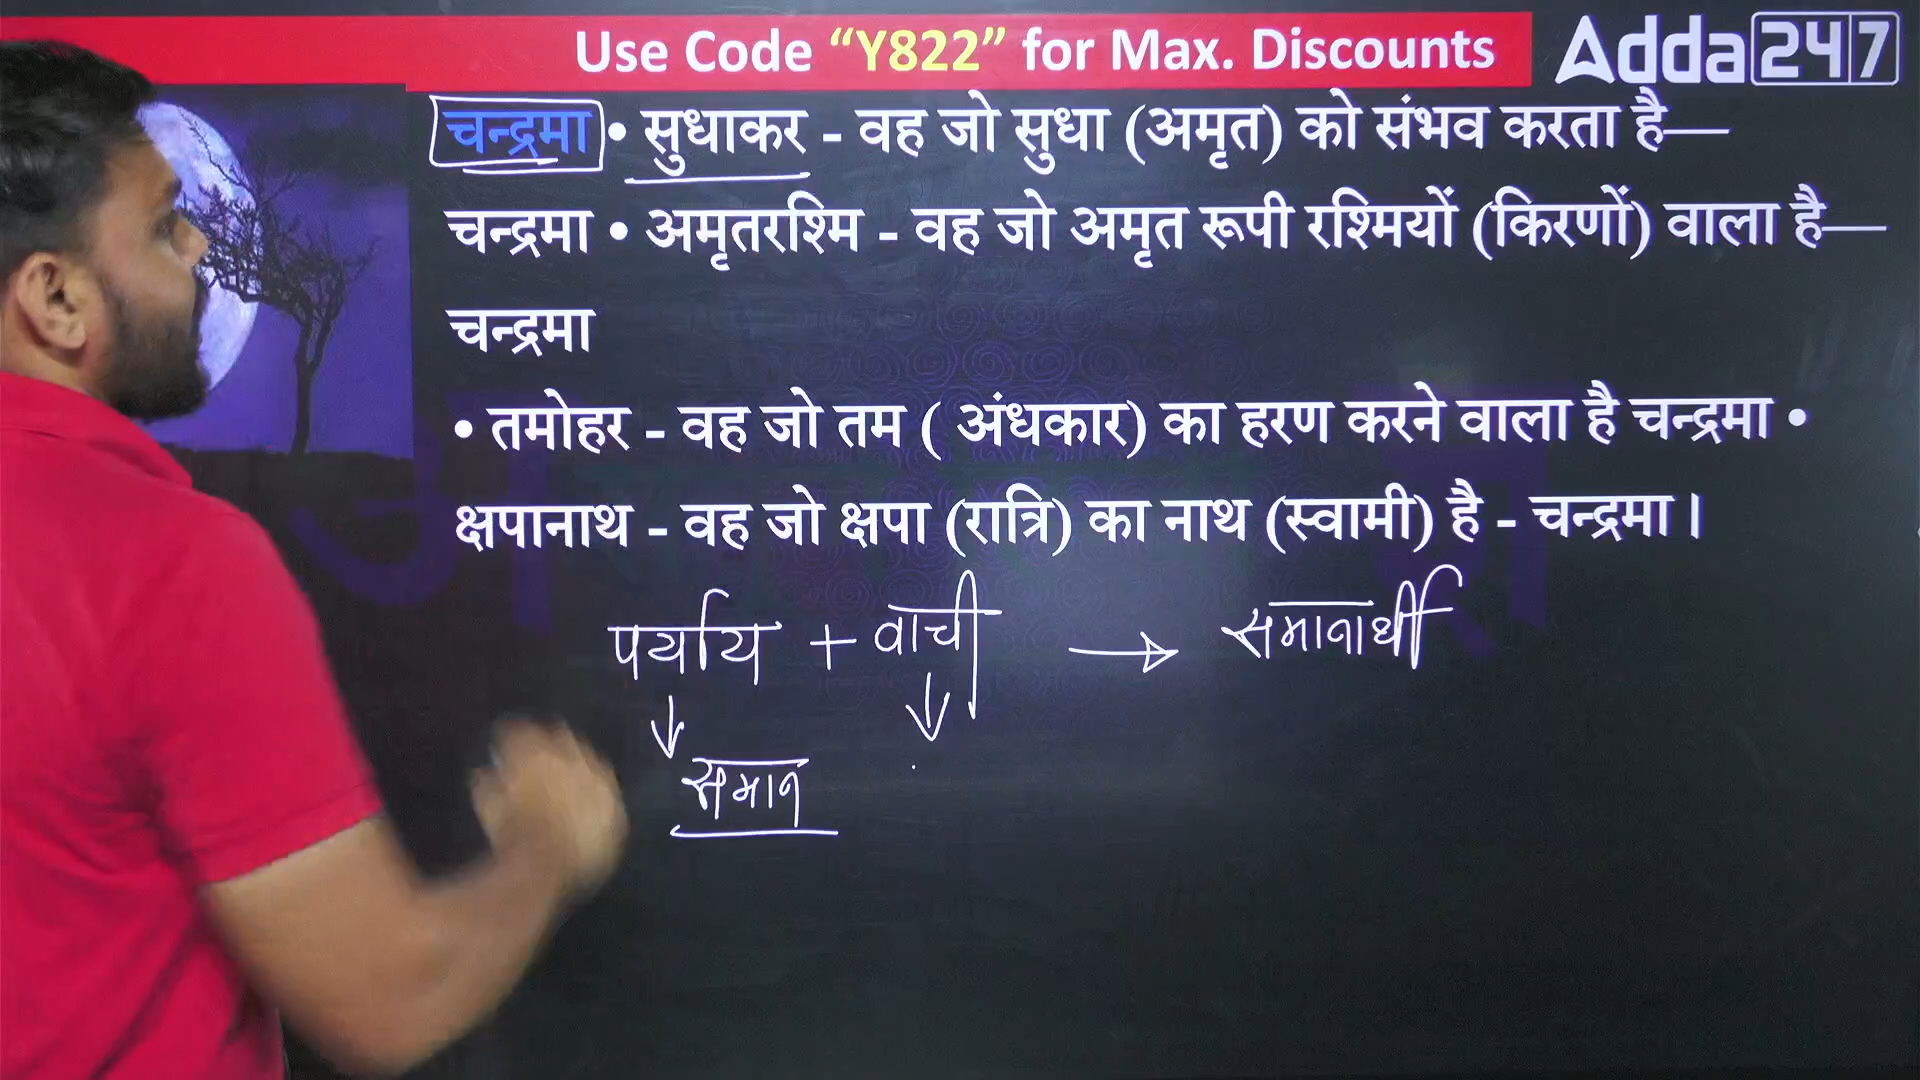 Use Code “Y822” for Max. Discounts
Adda247
चन्द्रमा • सुधाकर - वह जो सुधा (अमृत) को संभव करता है—
चन्द्रमा • अमृतरश्मि - वह जो अमृत रूपी रश्मियों (किरणों) वाला है—
चन्द्रमा
• तमोहर - वह जो तम ( अंधकार) का हरण करने वाला है चन्द्रमा •
क्षपानाथ - वह जो क्षपा (रात्रि) का नाथ (स्वामी) है - चन्द्रमा।
पर्याय + वाची → समानार्थी
↓ ↓
समान